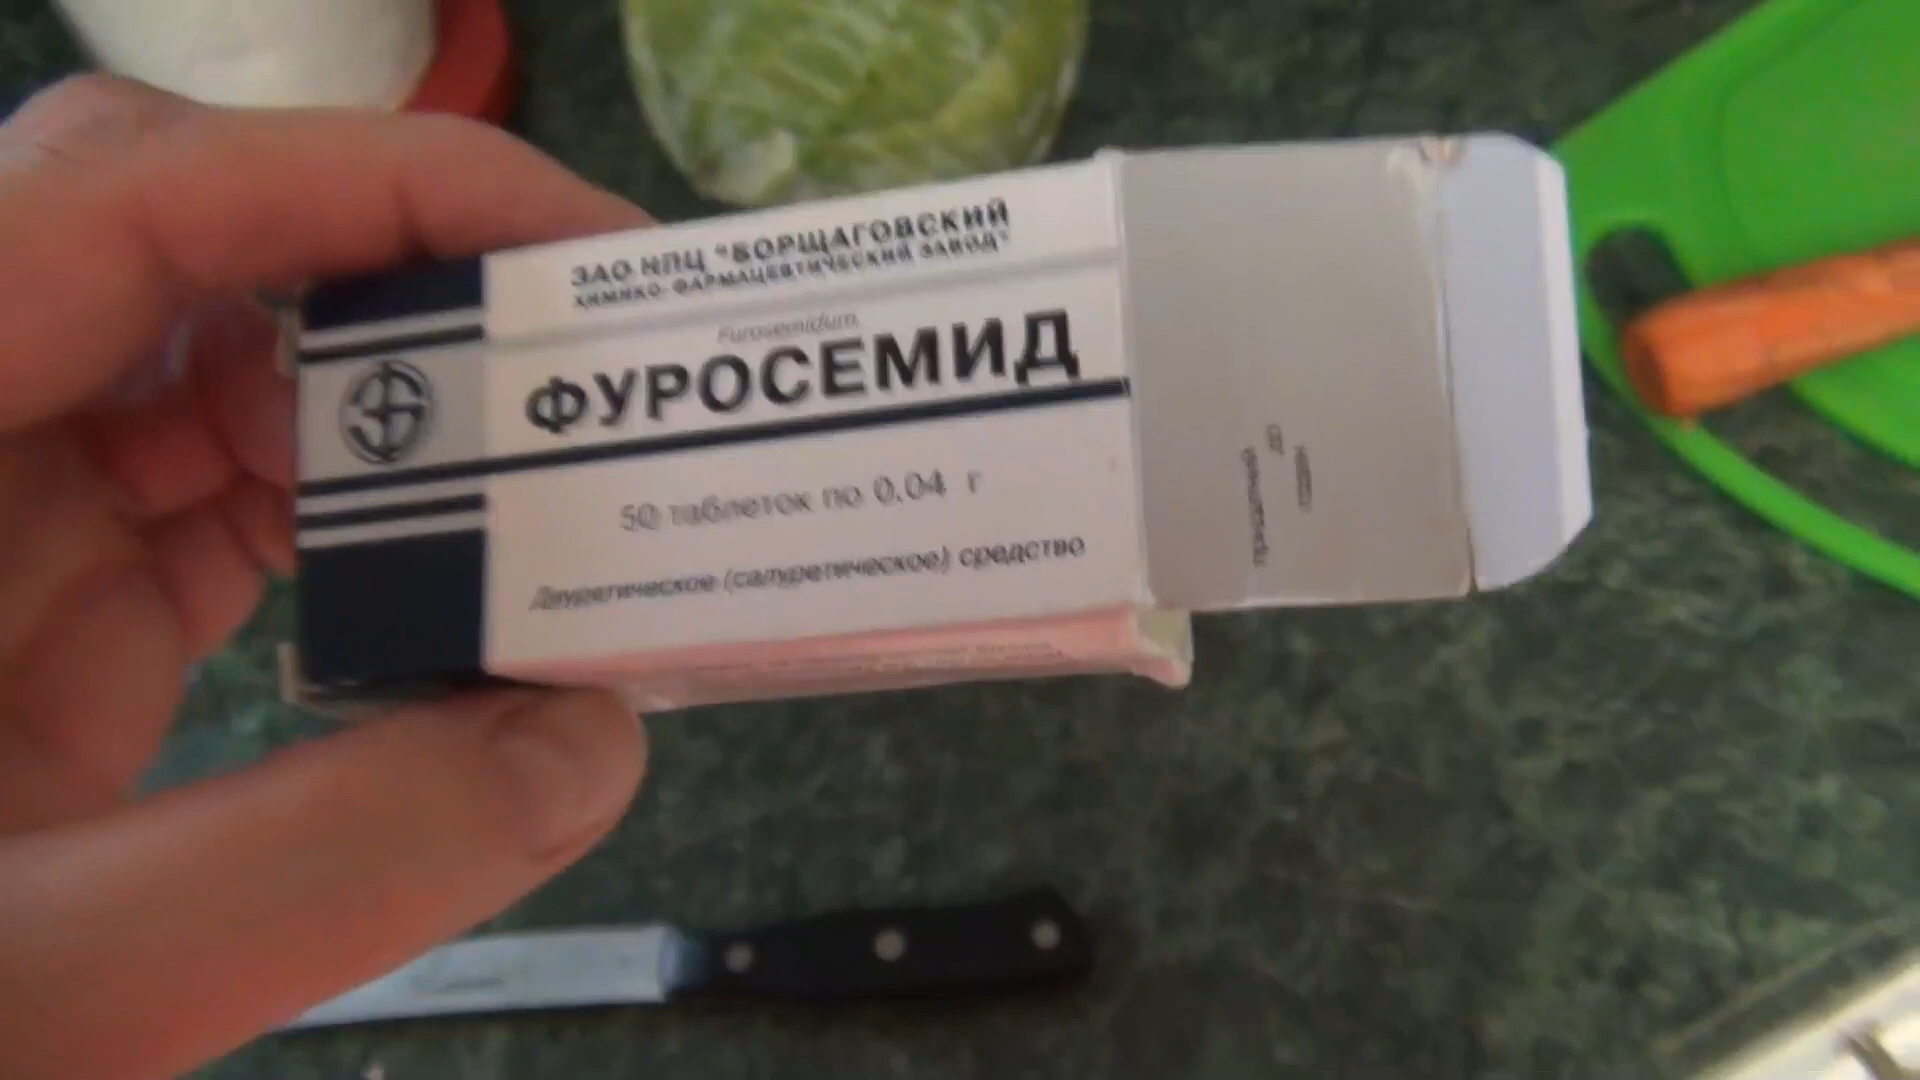 ЗАО НПЦ "БОРЩАГОВСКИЙ
ХИМИКО-ФАРМАЦЕВТИЧЕСКИЙ ЗАВОД"
Furosemidum
ФУРОСЕМИД
50 таблеток по 0,04 г
Диуретическое (салуретическое) средство